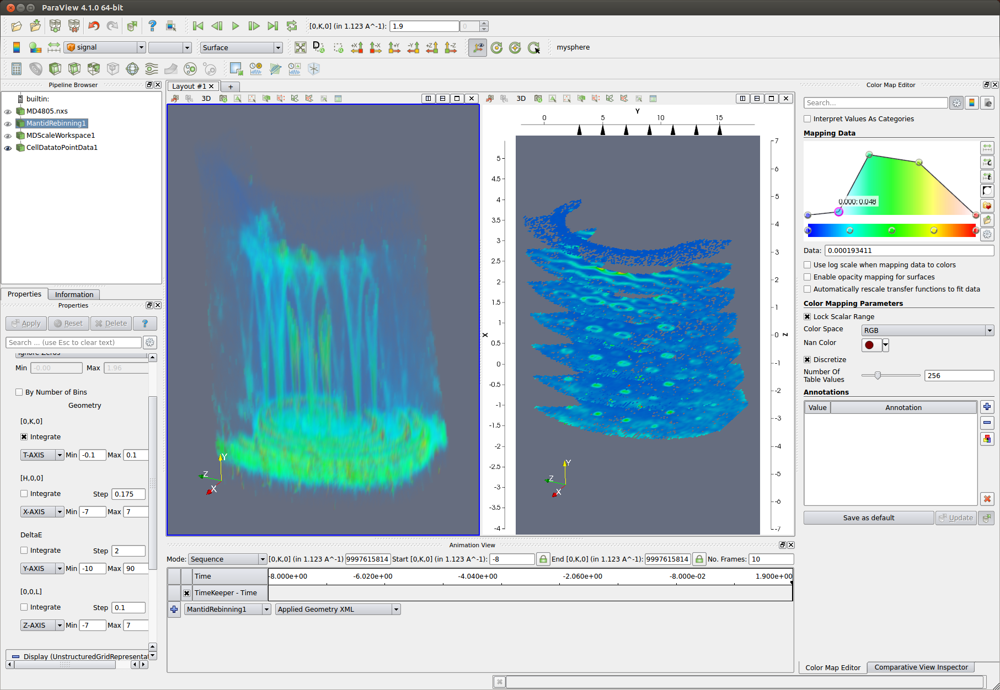 ParaView 4.1.0 64-bit
[0,K,0] (in 1.123 A^-1): 1.9 0
signal Surface +X -X +Y -Y +Z -Z mysphere
Pipeline Browser
builtin:
MD4805.nxs
MantidRebinning1
MDScaleWorkspace1
CellDatatoPointData1
Properties Information
Properties
Apply Reset Delete ?
Search ... (use Esc to clear text)
Ignore Zeros
Min -0.00 Max 1.96
By Number of Bins
Geometry
[0,K,0]
Integrate
T-AXIS Min -0.1 Max 0.1
[H,0,0]
Integrate Step 0.175
X-AXIS Min -7 Max 7
DeltaE
Integrate Step 2
Y-AXIS Min -10 Max 90
[0,0,L]
Integrate Step 0.1
Z-AXIS Min -7 Max 7
Display (UnstructuredGridRepresentat
Layout #1 +
3D
Y
Z
X
3D
Y
0 5 10 15
X
5
4.5
4
3.5
3
2.5
2
1.5
1
0.5
0
-0.5
-1
-1.5
-2
-2.5
-3
-3.5
-4
Z
7
6
5
4
3
2
1
0
-1
-2
-3
-4
-5
-6
-7
Y
Z
X
Animation View
Mode: Sequence [0,K,0] (in 1.123 A^-1) 9997615814 Start [0,K,0] (in 1.123 A^-1): -8 End [0,K,0] (in 1.123 A^-1): 9997615814 No. Frames: 10
Time -8.000e+00 -6.020e+00 -4.040e+00 -2.060e+00 -8.000e-02 1.900e+00
TimeKeeper - Time
MantidRebinning1 Applied Geometry XML
Color Map Editor
Search...
Interpret Values As Categories
Mapping Data
0.000; 0.048
Data: 0.000193411
Use log scale when mapping data to colors
Enable opacity mapping for surfaces
Automatically rescale transfer functions to fit data
Color Mapping Parameters
Lock Scalar Range
Color Space RGB
Nan Color
Discretize
Number Of
Table Values 256
Annotations
Value Annotation
Save as default Update
Color Map Editor Comparative View Inspector